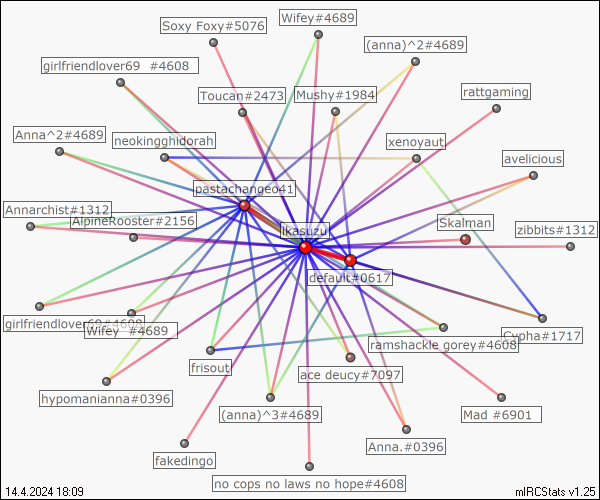 Wifey#4689
Soxy Foxy#5076
(anna)^2#4689
girlfriendlover69 #4608
rattgaming
Toucan#2473
Mushy#1984
Anna^2#4689
neokingghidorah
xenoyaut
avelicious
pastachangeo41
Annarchist#1312
AlpineRooster#2156
Skalman
zibbits#1312
likasuzu
default#0617
girlfriendlover69#4608
Wifey #4689
Cypha#1717
ramshackle gorey#4608
frisout
ace deucy#7097
hypomanianna#0396
(anna)^3#4689
Mad #6901
Anna.#0396
fakedingo
no cops no laws no hope#4608
14.4.2024 18:09
mIRCStats v1.25